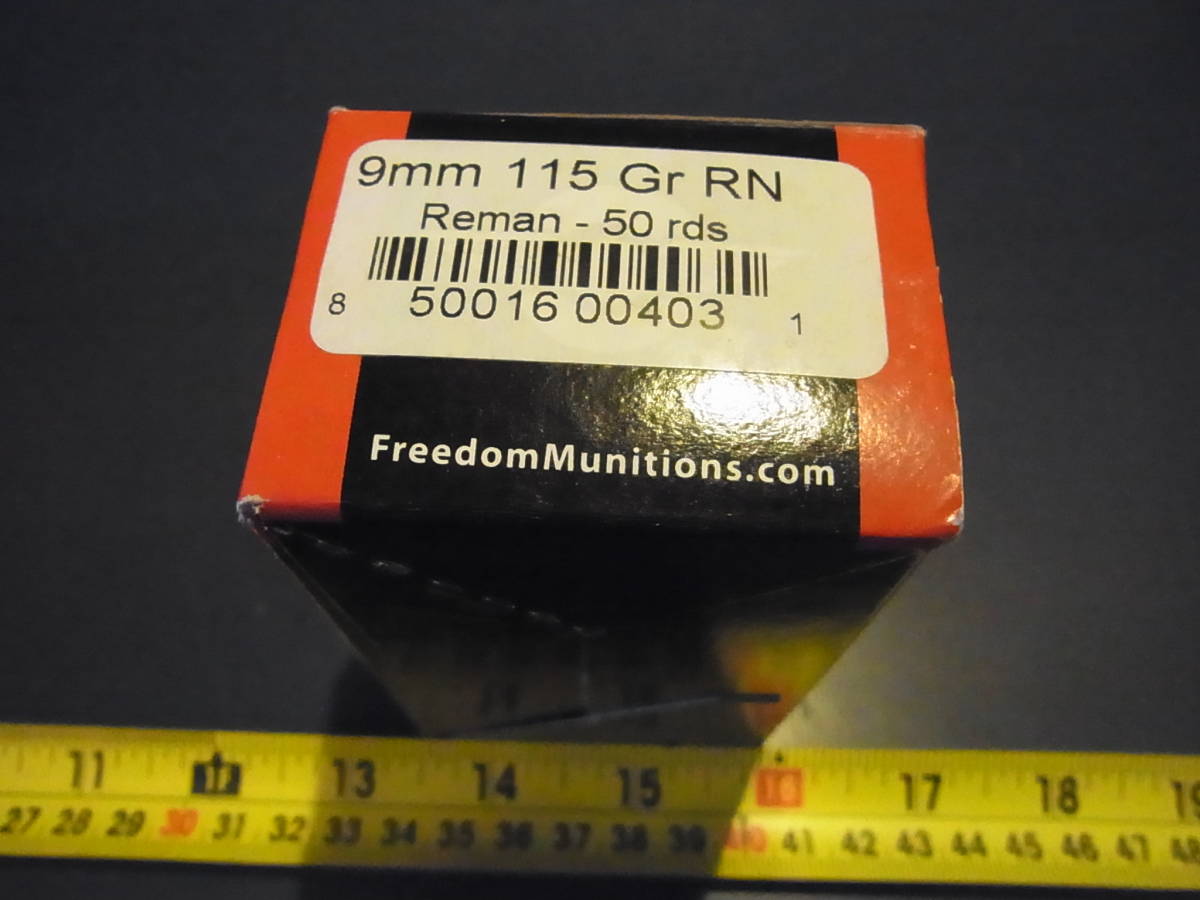 9mm 115 Gr RN
Reman - 50 rds
8 50016 00403 1
FreedomMunitions.com
11 12 13 14 15 16 17 18 19
27 28 29 30 31 32 33 34 35 36 37 38 39 40 41 42 43 44 45 46 47 48